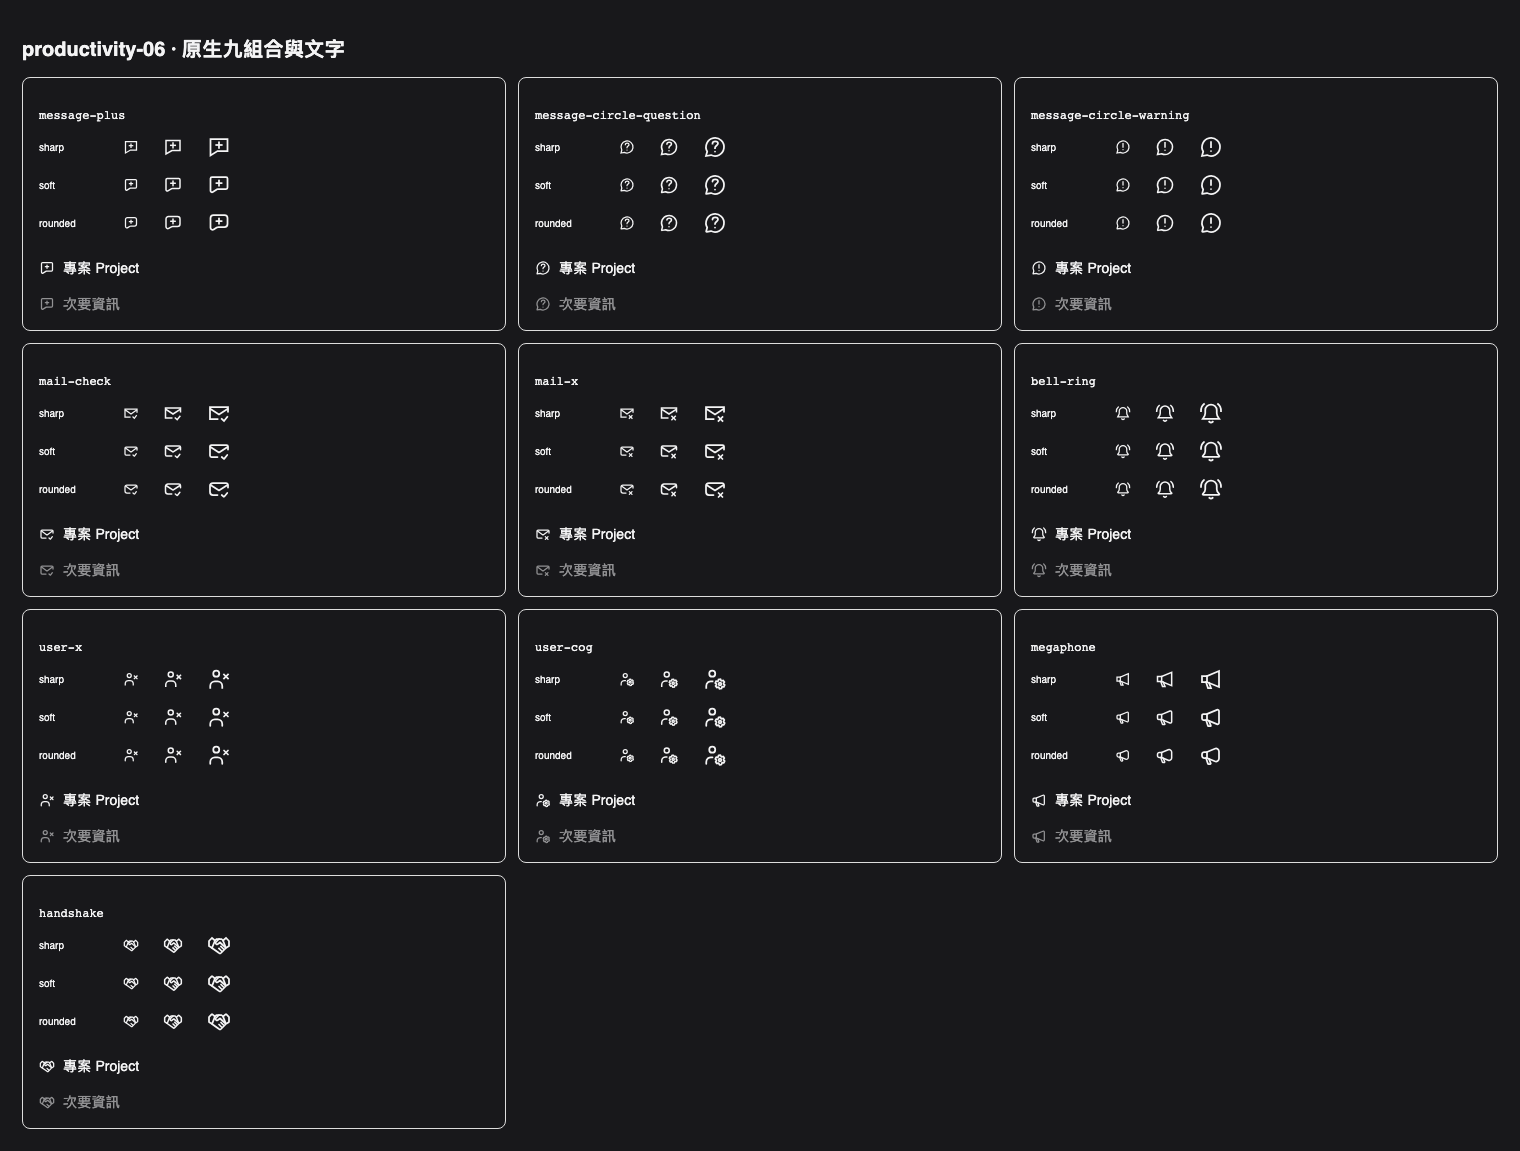 productivity-06 · 原生九組合與文字
message-plus
sharp
soft
rounded
專案 Project
次要資訊
message-circle-question
sharp
soft
rounded
專案 Project
次要資訊
message-circle-warning
sharp
soft
rounded
專案 Project
次要資訊
mail-check
sharp
soft
rounded
專案 Project
次要資訊
mail-x
sharp
soft
rounded
專案 Project
次要資訊
bell-ring
sharp
soft
rounded
專案 Project
次要資訊
user-x
sharp
soft
rounded
專案 Project
次要資訊
user-cog
sharp
soft
rounded
專案 Project
次要資訊
megaphone
sharp
soft
rounded
專案 Project
次要資訊
handshake
sharp
soft
rounded
專案 Project
次要資訊